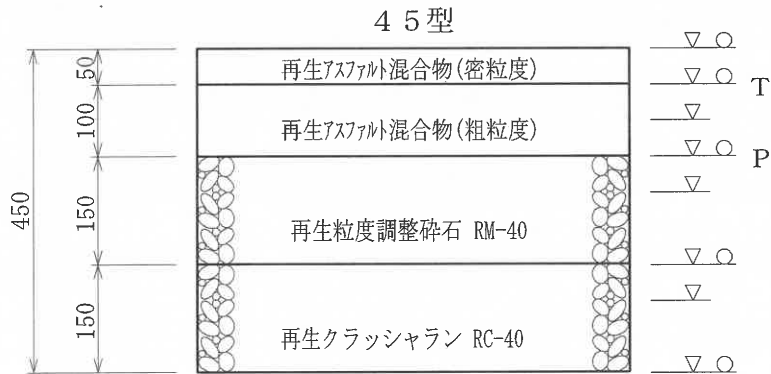 45型
50
再生アスファルト混合物(密粒度)
T
100
再生アスファルト混合物(粗粒度)
P
450
150
再生粒度調整砕石 RM-40
150
再生クラッシャラン RC-40